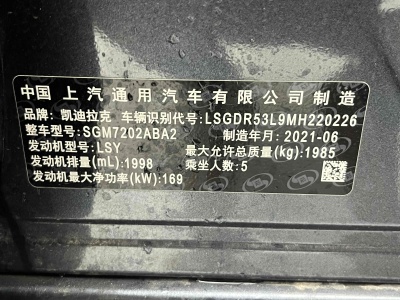 中国 上汽通用汽车有限公司制造
品牌: 凯迪拉克 车辆识别代号: LSGDR53L9MH220226
整车型号: SGM7202ABA2 制造年月: 2021-06
发动机型号: LSY 最大允许总质量(kg): 1985
发动机排量(mL): 1998 乘坐人数: 5
发动机最大净功率(kW): 169